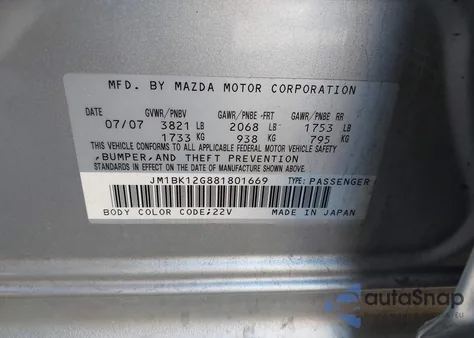 MFD. BY MAZDA MOTOR CORPORATION
DATE GVWR/PNBV GAWR/PNBE FRT GAWR/PNBE RR
07/07 3821 LB 2068 LB 1753 LB
1733 KG 938 KG 795 KG
THIS VEHICLE CONFORMS TO ALL APPLICABLE FEDERAL MOTOR VEHICLE SAFETY,
,BUMPER,AND THEFT PREVENTION
STANDARDS IN EFFECT ON THE DATE OF MANUFACTURE SHOWN ABOVE.
JM1BK12G881801669 TYPE: PASSENGER
BODY COLOR CODE;22V MADE IN JAPAN
autoSnap